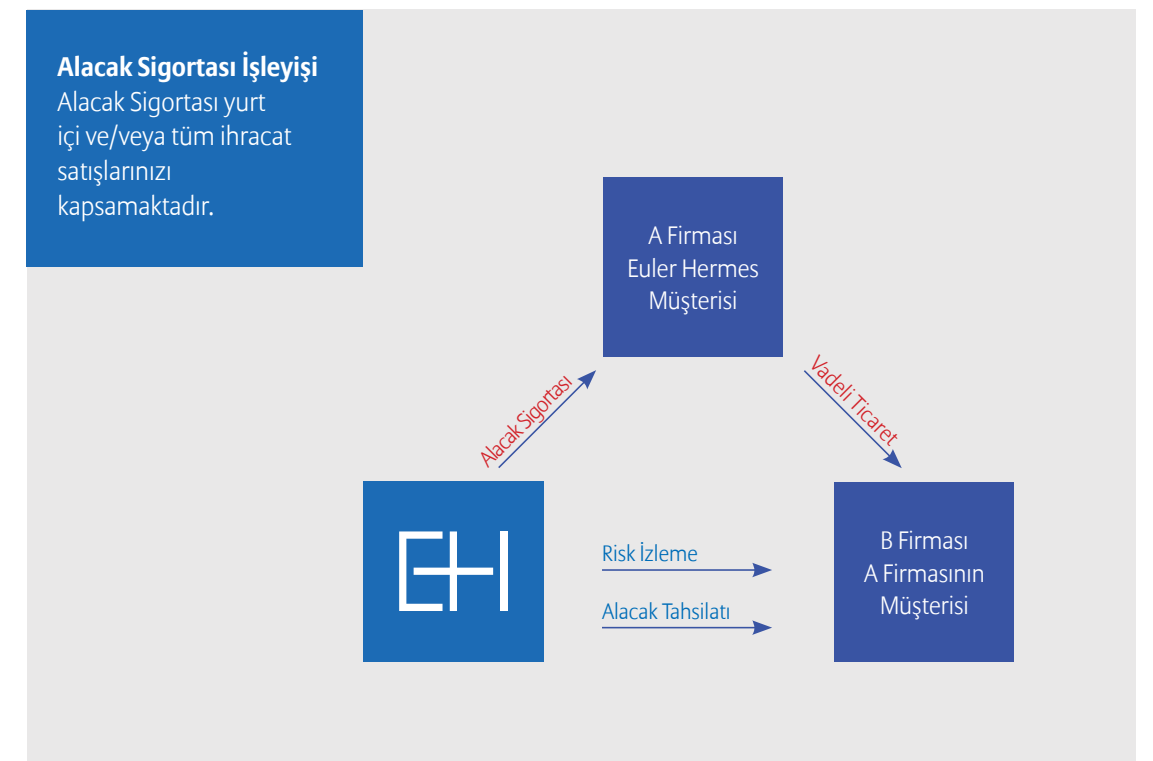 Alacak Sigortası İşleyişi
Alacak Sigortası yurt
içi ve/veya tüm ihracat
satışlarınızı
kapsamaktadır.
A Firması
Euler Hermes
Müşterisi
Alacak Sigortası
Vadeli Ticaret
EH
Risk İzleme
Alacak Tahsilatı
B Firması
A Firmasının
Müşterisi